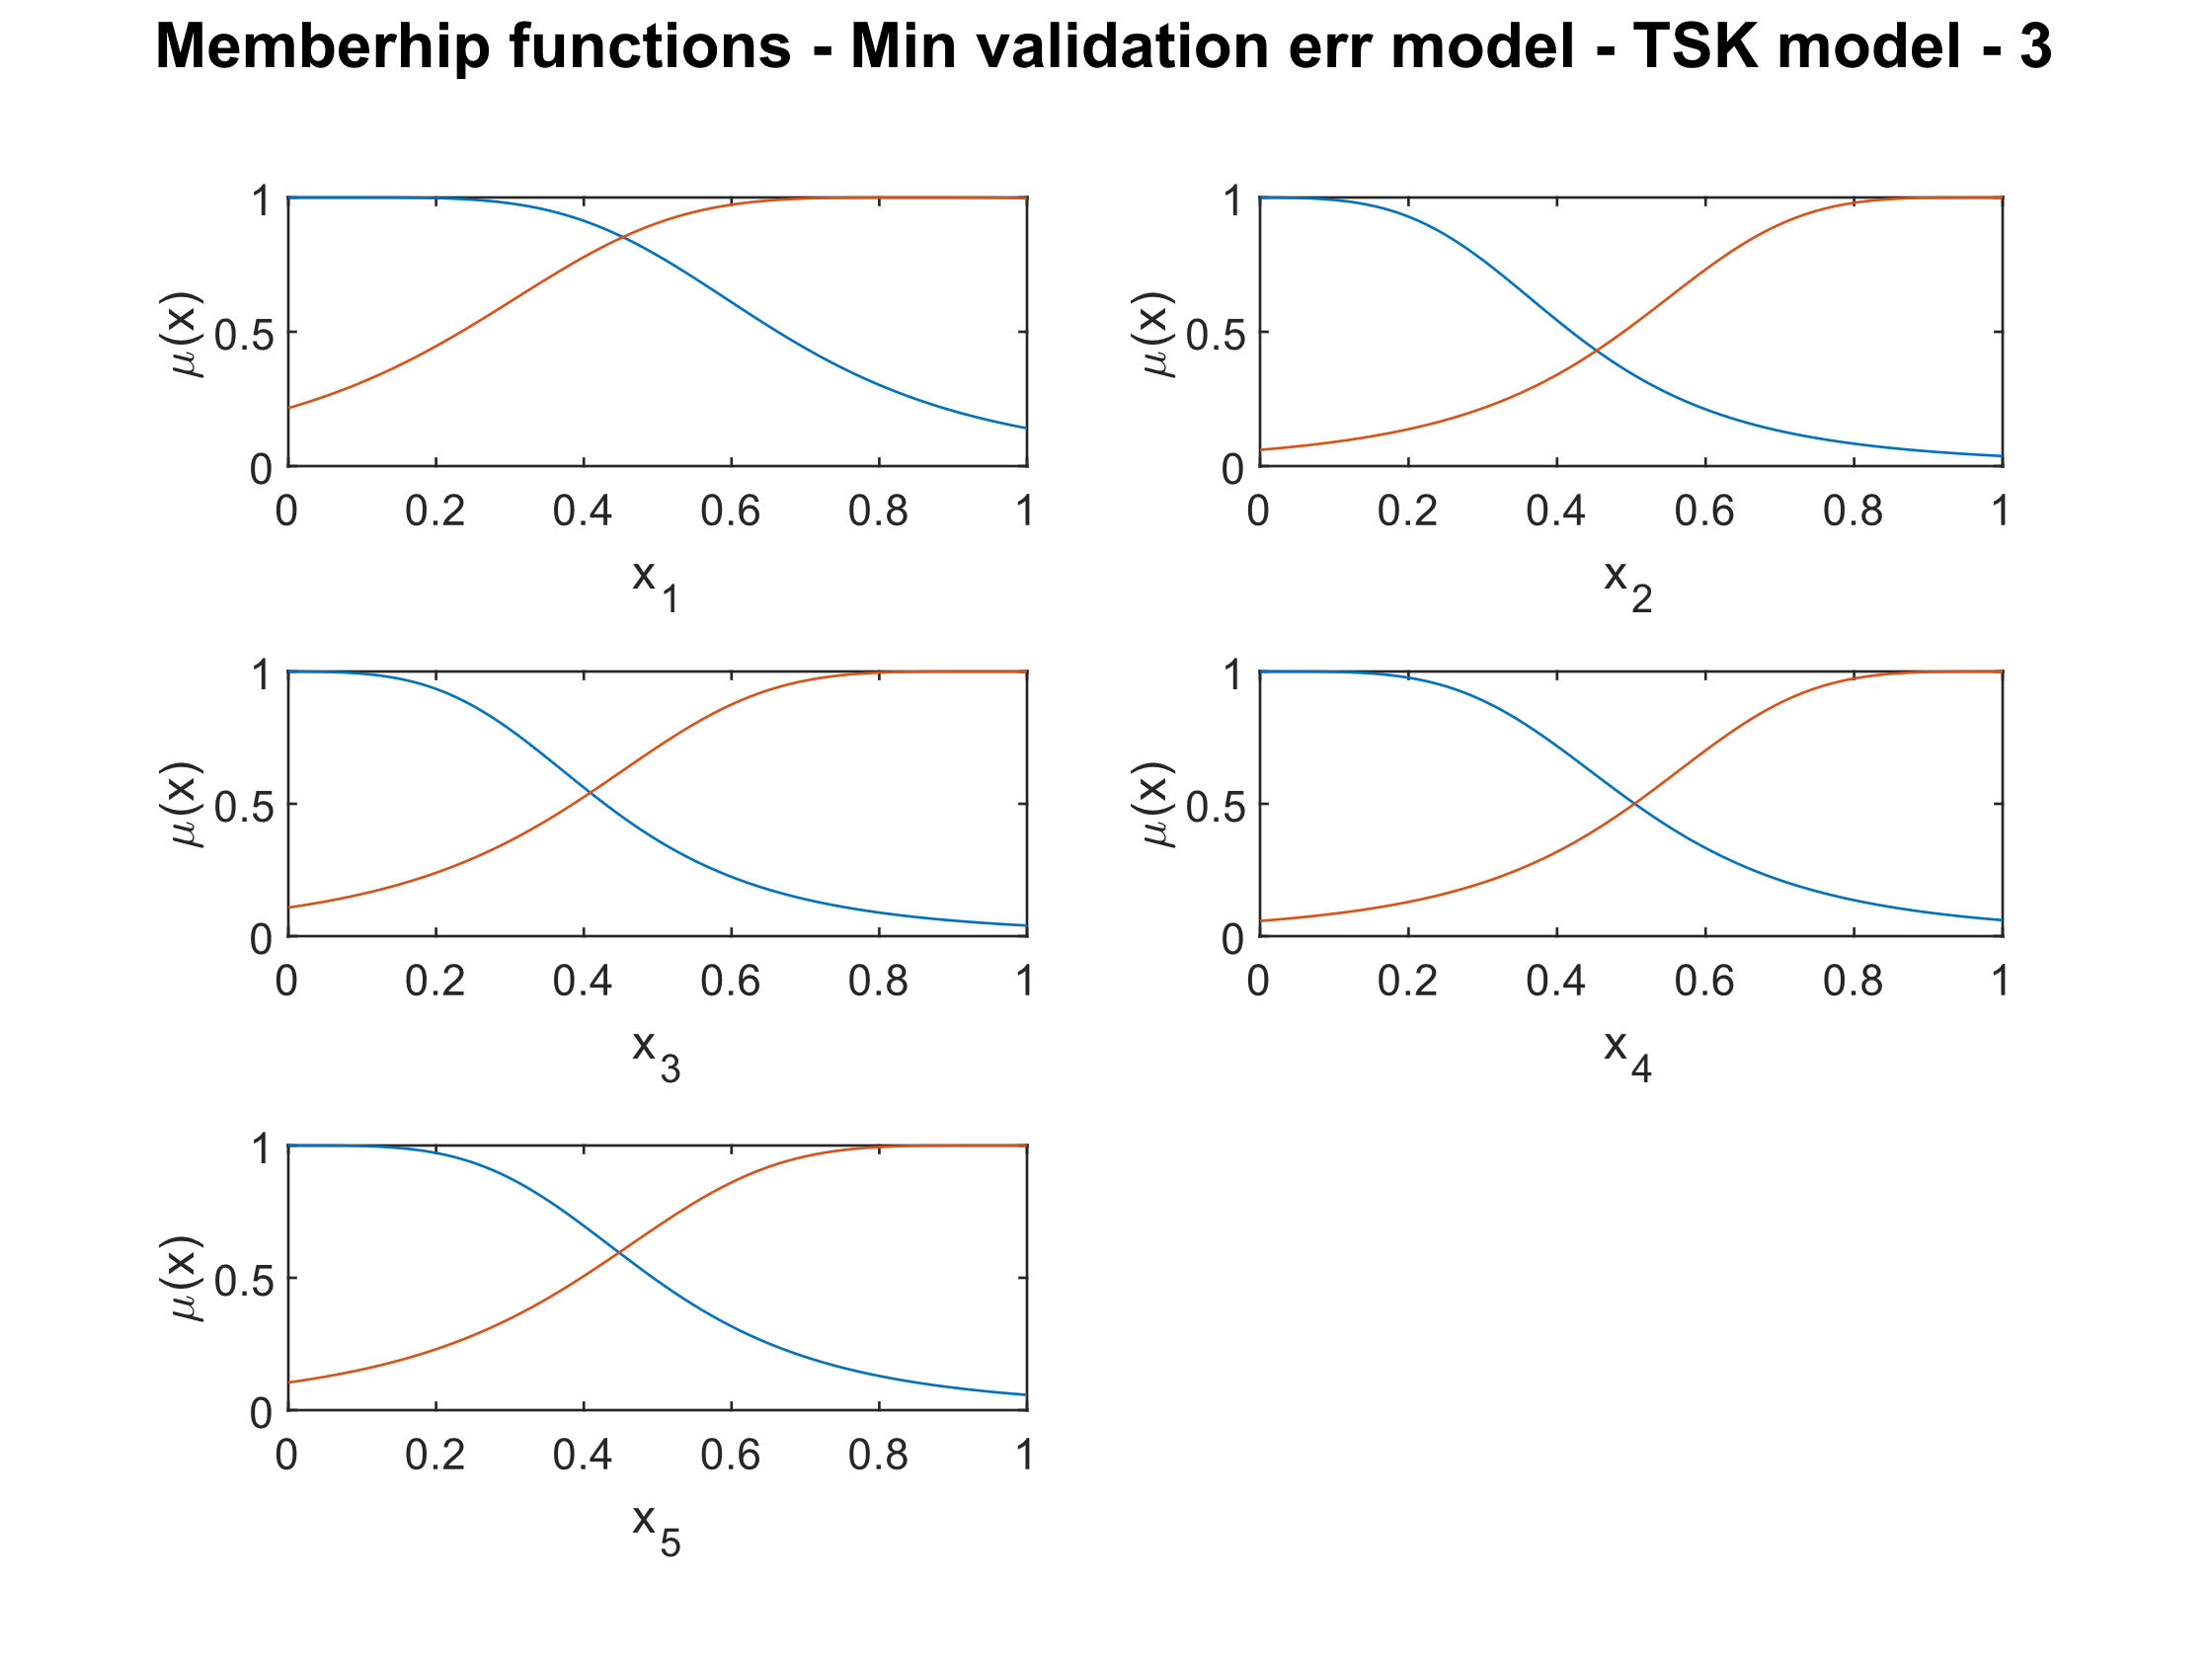 Memberhip functions - Min validation err model - TSK model - 3
1
0.5
0
μ(x)
0 0.2 0.4 0.6 0.8 1
x1
1
0.5
0
μ(x)
0 0.2 0.4 0.6 0.8 1
x2
1
0.5
0
μ(x)
0 0.2 0.4 0.6 0.8 1
x3
1
0.5
0
μ(x)
0 0.2 0.4 0.6 0.8 1
x4
1
0.5
0
μ(x)
0 0.2 0.4 0.6 0.8 1
x5